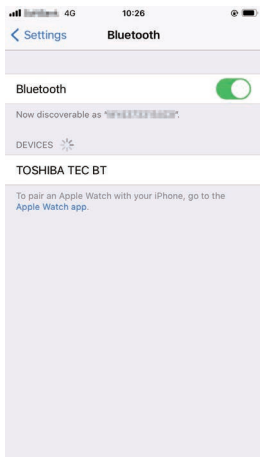 4G 10:26
Settings Bluetooth
Bluetooth
Now discoverable as "
".
DEVICES
TOSHIBA TEC BT
To pair an Apple Watch with your iPhone, go to the
Apple Watch app.